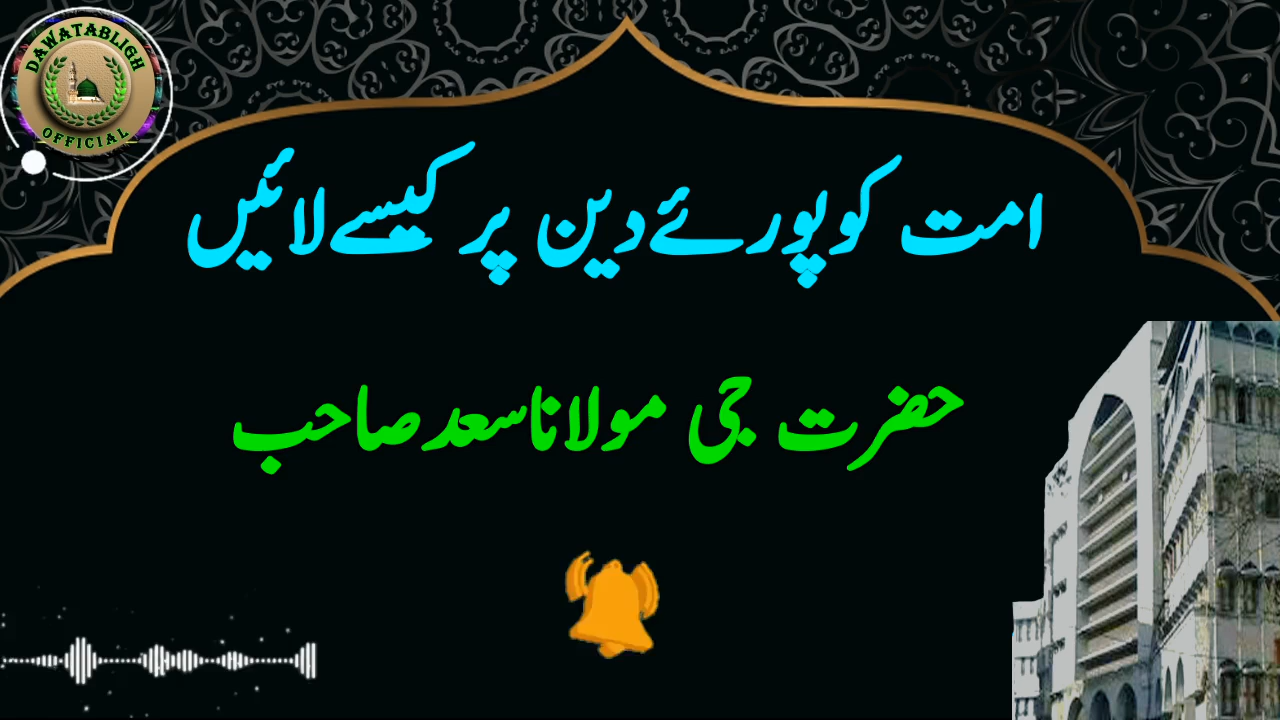 DAWATABLIGH
OFFICIAL
امت کو پورے دین پر کیسے لائیں
حضرت جی مولانا سعد صاحب